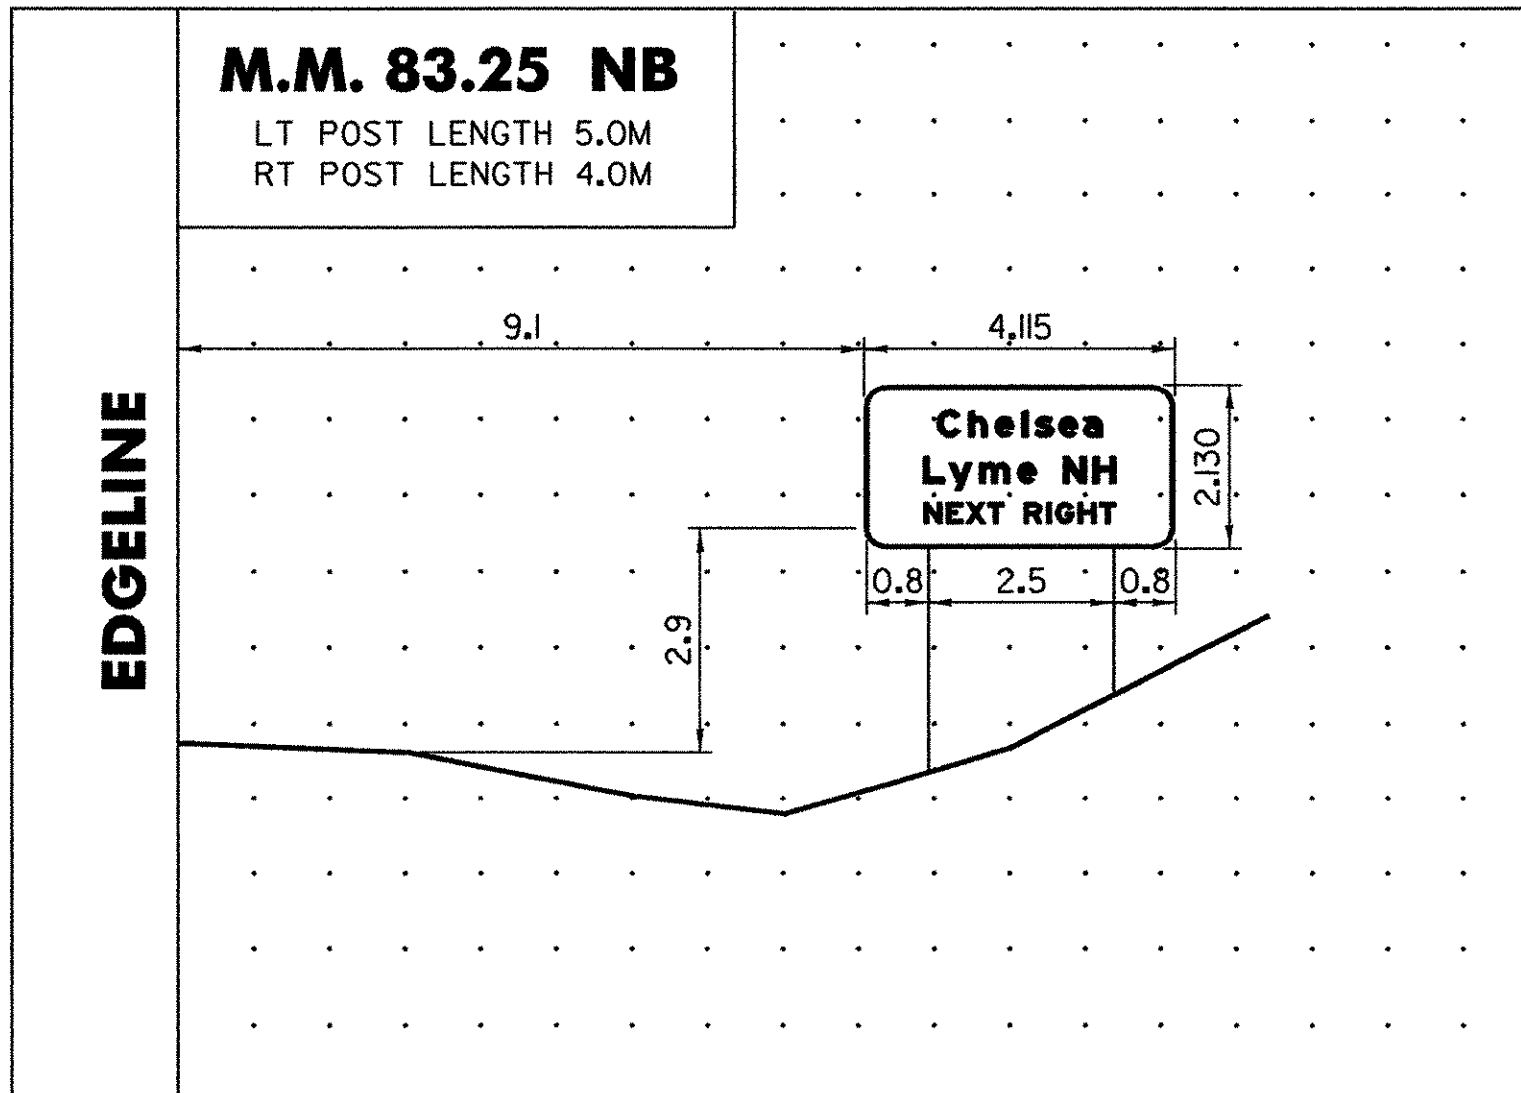 M.M. 83.25 NB
LT POST LENGTH 5.0M
RT POST LENGTH 4.0M
9.1
4.115
EDGELINE
Chelsea
Lyme NH
NEXT RIGHT
2.130
0.8
2.5
0.8
2.9